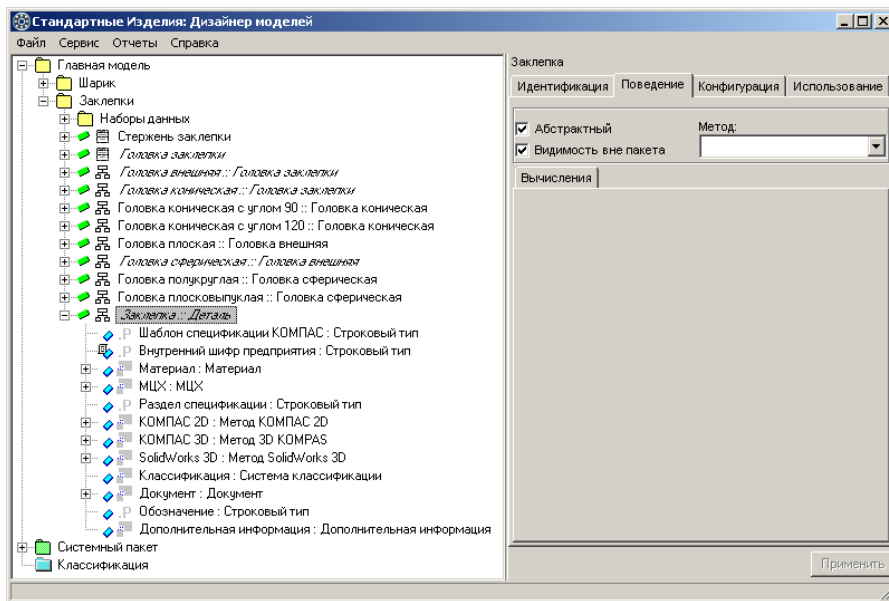 Стандартные Изделия: Дизайнер моделей
Файл Сервис Отчеты Справка
Главная модель
Шарик
Заклепки
Наборы данных
Стержень заклепки
Головка заклепки
Головка внешняя :: Головка заклепки
Головка коническая :: Головка заклепки
Головка коническая с углом 90 :: Головка коническая
Головка коническая с углом 120 :: Головка коническая
Головка плоская :: Головка внешняя
Головка сферическая :: Головка внешняя
Головка полукруглая :: Головка сферическая
Головка плосковыпуклая :: Головка сферическая
Заклепка :: Деталь
.P Шаблон спецификации КОМПАС : Строковый тип
.P Внутренний шифр предприятия : Строковый тип
Материал : Материал
МЦХ : МЦХ
.P Раздел спецификации : Строковый тип
КОМПАС 2D : Метод КОМПАС 2D
КОМПАС 3D : Метод 3D KOMPAS
SolidWorks 3D : Метод SolidWorks 3D
Классификация : Система классификации
Документ : Документ
.P Обозначение : Строковый тип
Дополнительная информация : Дополнительная информация
Системный пакет
Классификация
Заклепка
Идентификация Поведение Конфигурация Использование
Абстрактный Метод:
Видимость вне пакета
Вычисления
Применить